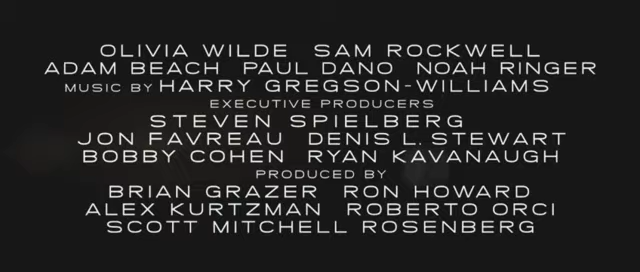 OLIVIA WILDE SAM ROCKWELL
ADAM BEACH PAUL DANO NOAH RINGER
MUSIC BY HARRY GREGSON-WILLIAMS
EXECUTIVE PRODUCERS
STEVEN SPIELBERG
JON FAVREAU DENIS L. STEWART
BOBBY COHEN RYAN KAVANAUGH
PRODUCED BY
BRIAN GRAZER RON HOWARD
ALEX KURTZMAN ROBERTO ORCI
SCOTT MITCHELL ROSENBERG